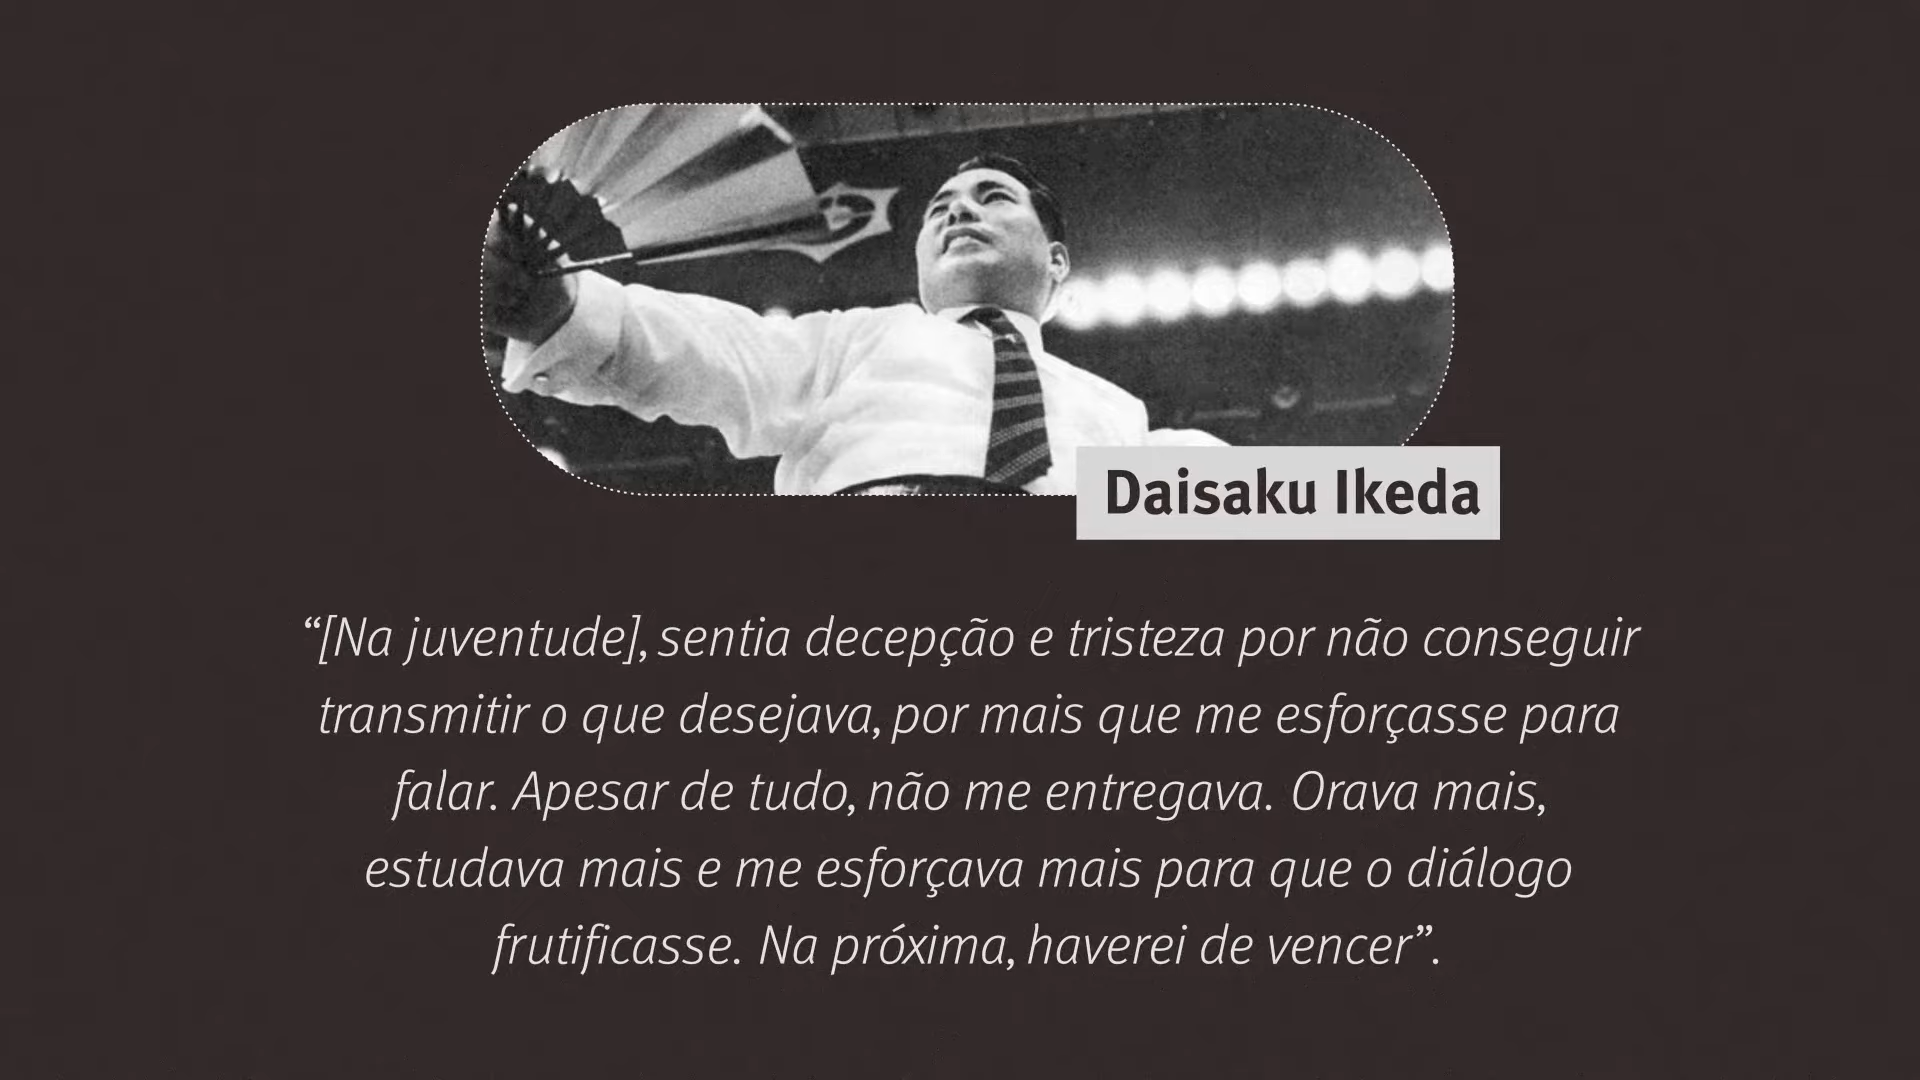 Daisaku Ikeda
“[Na juventude], sentia decepção e tristeza por não conseguir
transmitir o que desejava, por mais que me esforçasse para
falar. Apesar de tudo, não me entregava. Orava mais,
estudava mais e me esforçava mais para que o diálogo
frutificasse. Na próxima, haverei de vencer”.